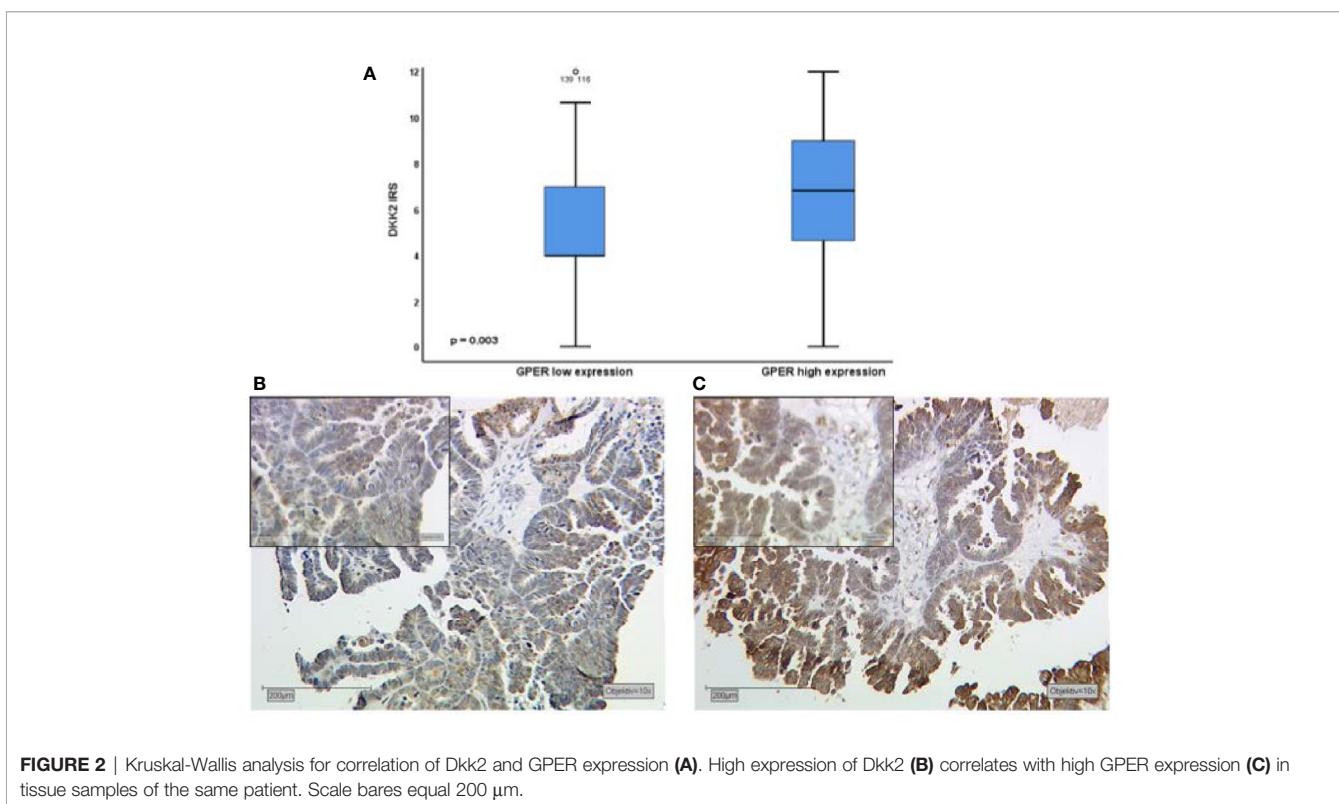 A
12
139 116
10
8
6
4
2
0
DKK2 IRS
p = 0,003
GPER low expression
GPER high expression
B
C
200µm
Objektiv=10x
200µm
Objektiv=10x
FIGURE 2 | Kruskal-Wallis analysis for correlation of Dkk2 and GPER expression (A). High expression of Dkk2 (B) correlates with high GPER expression (C) in
tissue samples of the same patient. Scale bares equal 200 µm.